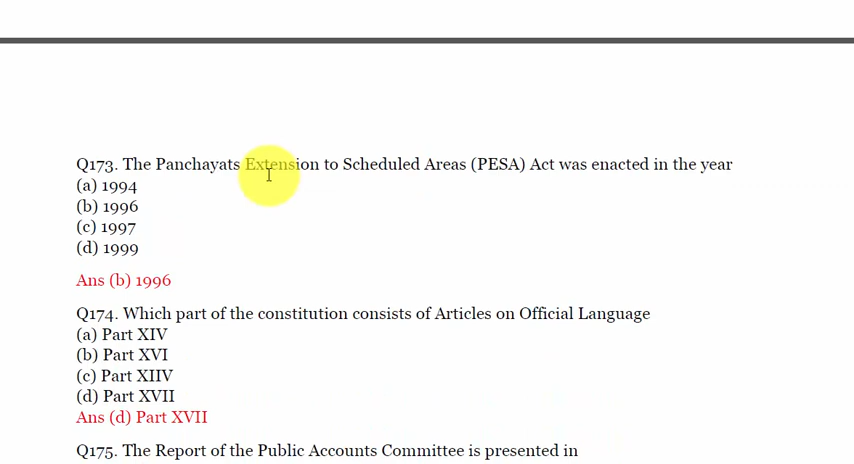 Q173. The Panchayats Extension to Scheduled Areas (PESA) Act was enacted in the year
(a) 1994
(b) 1996
(c) 1997
(d) 1999
Ans (b) 1996
Q174. Which part of the constitution consists of Articles on Official Language
(a) Part XIV
(b) Part XVI
(c) Part XIIV
(d) Part XVII
Ans (d) Part XVII
Q175. The Report of the Public Accounts Committee is presented in